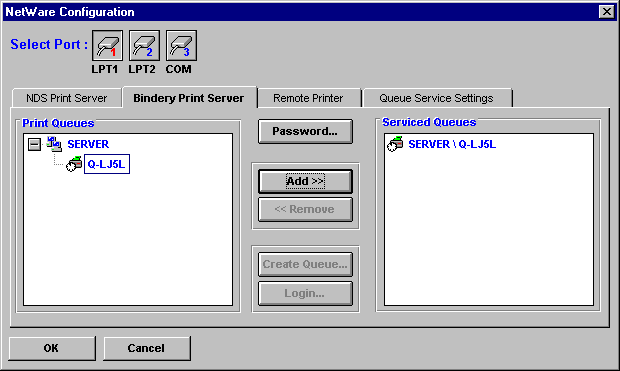 NetWare Configuration
Select Port :
1
2
3
LPT1
LPT2
COM
NDS Print Server
Bindery Print Server
Remote Printer
Queue Service Settings
Print Queues
SERVER
Q-LJ5L
Password...
Add >>
<< Remove
Create Queue...
Login...
Serviced Queues
SERVER \ Q-LJ5L
OK
Cancel